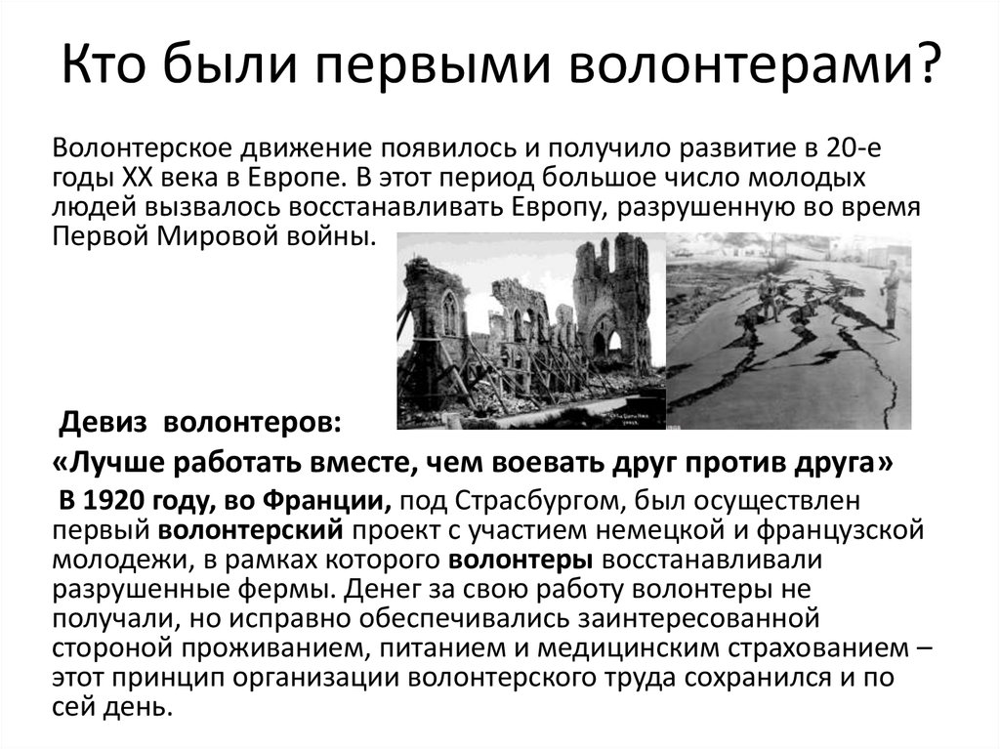 Кто были первыми волонтерами?
Волонтерское движение появилось и получило развитие в 20-е
годы XX века в Европе. В этот период большое число молодых
людей вызвалось восстанавливать Европу, разрушенную во время
Первой Мировой войны.
Девиз волонтеров:
«Лучше работать вместе, чем воевать друг против друга»
В 1920 году, во Франции, под Страсбургом, был осуществлен
первый волонтерский проект с участием немецкой и французской
молодежи, в рамках которого волонтеры восстанавливали
разрушенные фермы. Денег за свою работу волонтеры не
получали, но исправно обеспечивались заинтересованной
стороной проживанием, питанием и медицинским страхованием –
этот принцип организации волонтерского труда сохранился и по
сей день.